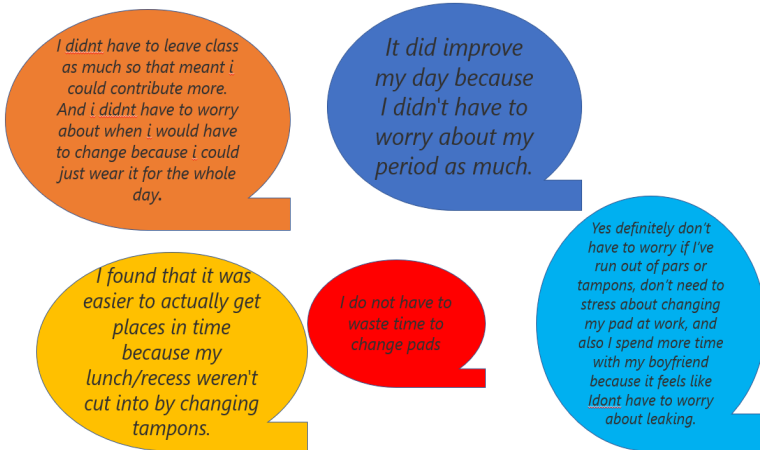 I didnt have to leave class
as much so that meant i
could contribute more.
And i didnt have to worry
about when i would have
to change because i could
just wear it for the whole
day.
It did improve
my day because
I didn't have to
worry about my
period as much.
I found that it was
easier to actually get
places in time
because my
lunch/recess weren't
cut into by changing
tampons.
I do not have to
waste time to
change pads
Yes definitely don't
have to worry if I've
run out of pars or
tampons, don't need to
stress about changing
my pad at work, and
also I spend more time
with my boyfriend
because it feels like
Idont have to worry
about leaking.